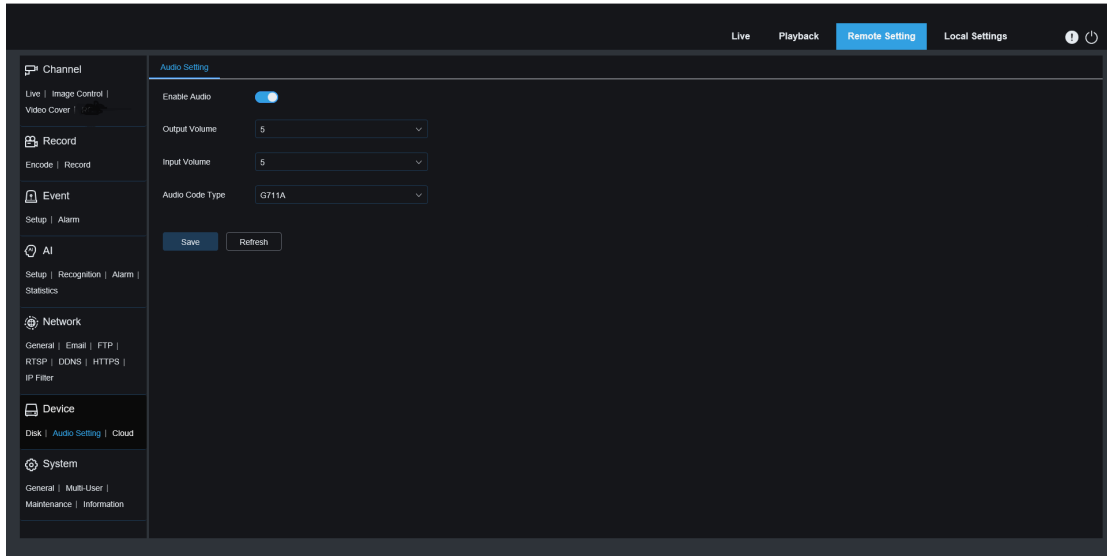 Live Playback Remote Setting Local Settings
Channel
Live | Image Control |
Video Cover |
Record
Encode | Record
Event
Setup | Alarm
AI
Setup | Recognition | Alarm |
Statistics
Network
General | Email | FTP |
RTSP | DDNS | HTTPS |
IP Filter
Device
Disk | Audio Setting | Cloud
System
General | Multi-User |
Maintenance | Information
Audio Setting
Enable Audio
Output Volume 5
Input Volume 5
Audio Code Type G711A
Save Refresh